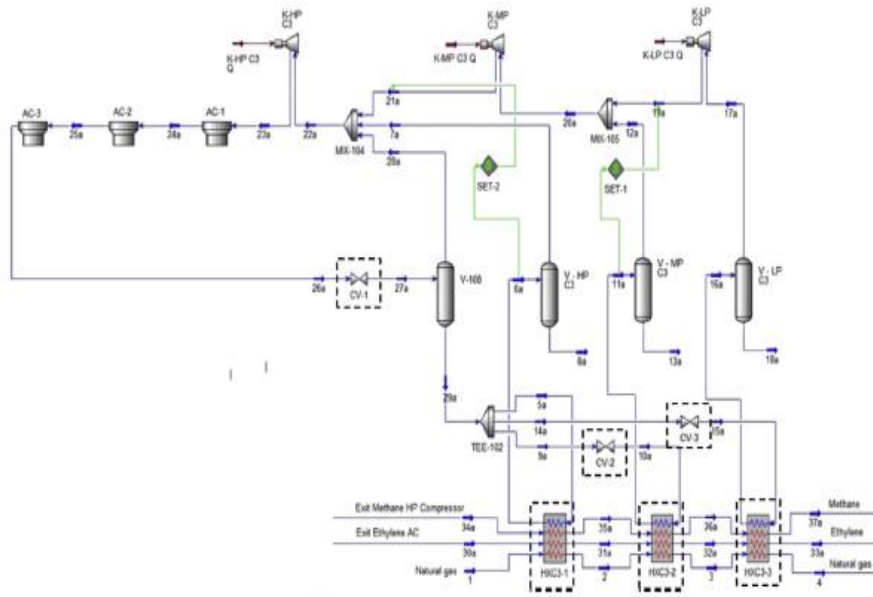 K-HP
C3
K-HP C3
Q
K-MP
C3
K-MP C3 Q
K-LP
C3
K-LP C3 Q
21a
19a
17a
AC-3
AC-2
AC-1
25a
24a
23a
22a
MIX-104
7a
28a
20a
12a
MIX-105
SET-2
SET-1
26a
CV-1
27a
V-108
6a
V - HP
C3
11a
V - MP
C3
16a
V - LP
C3
8a
13a
18a
29a
TEE-102
5a
14a
9a
CV-2
10a
CV-3
15a
Exit Methane HP Compressor
34a
35a
36a
Methane
37a
Exit Ethylene AC
30a
31a
32a
Ethylene
33a
Natural gas
1
HXC3-1
2
HXC3-2
3
HXC3-3
Natural gas
4